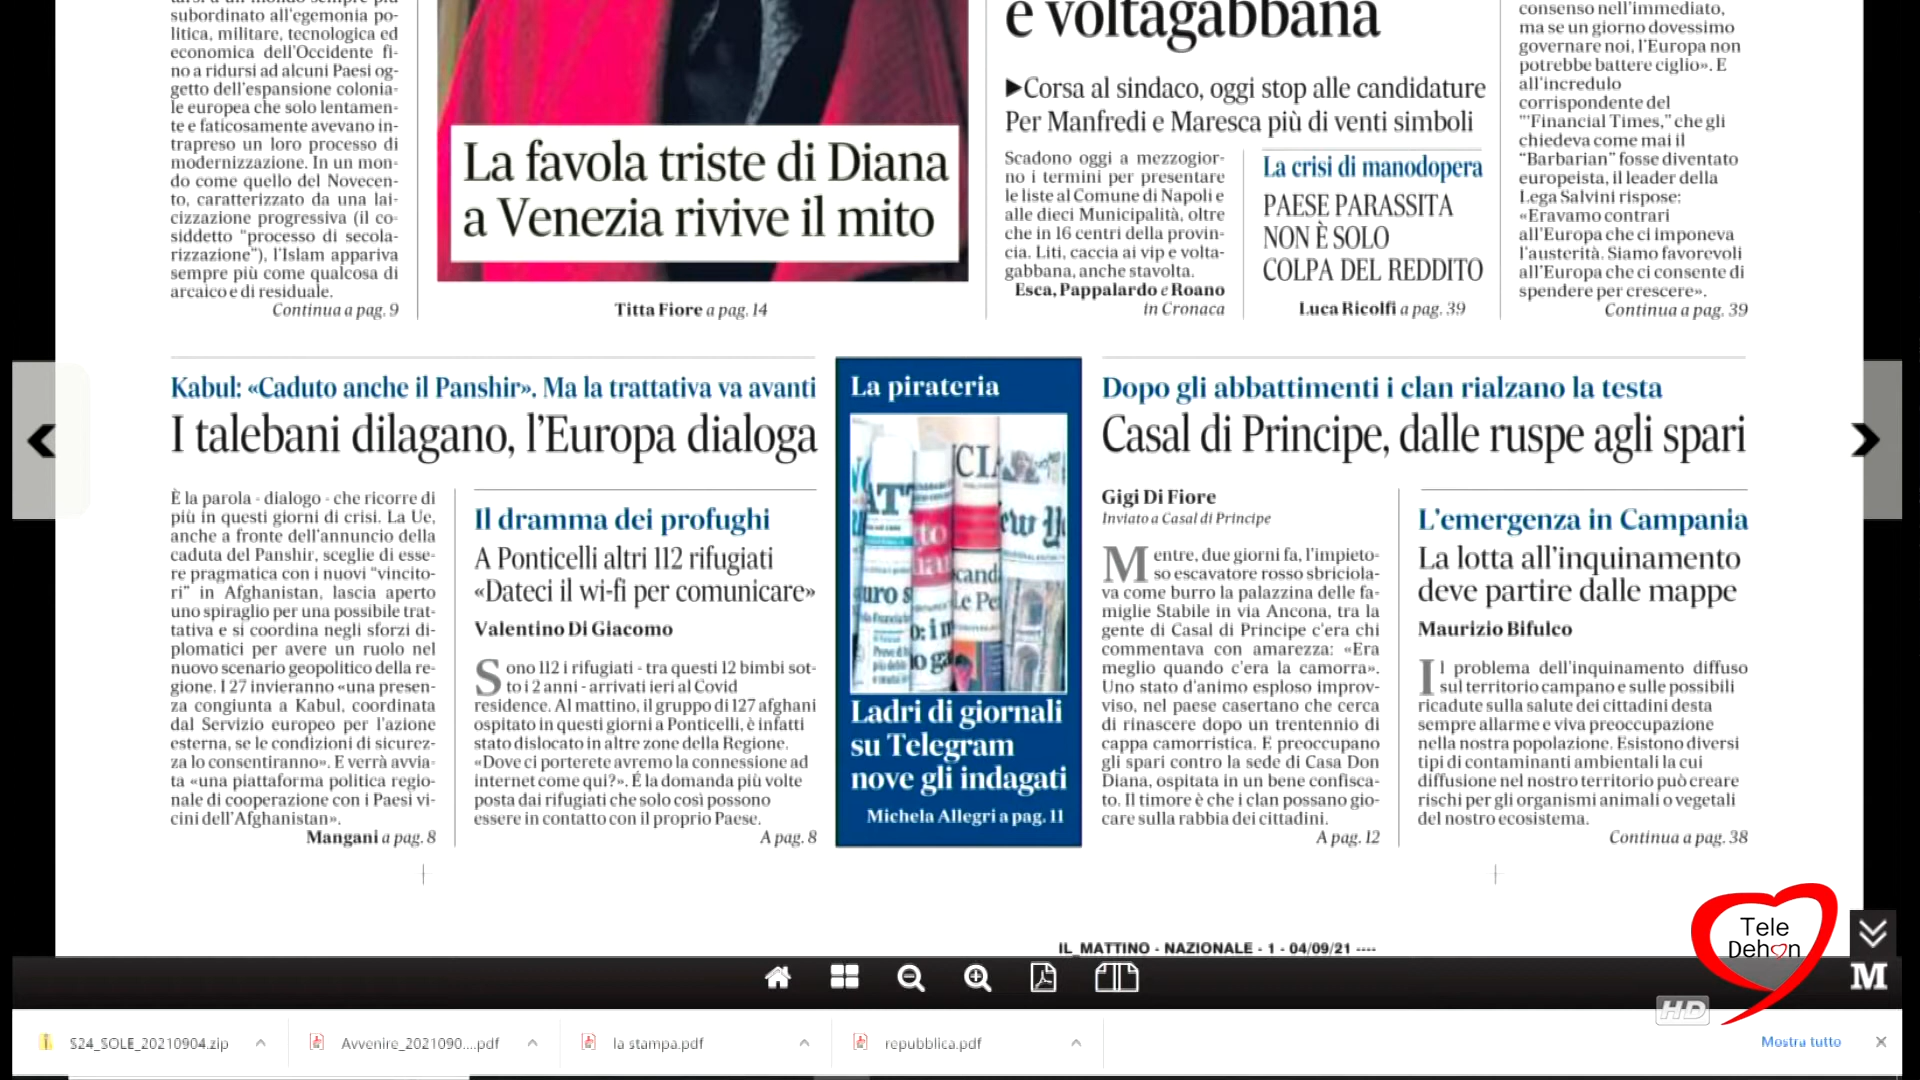 subordinato all'egemonia po-
litica, militare, tecnologica ed
economica dell'Occidente fi-
no a ridursi ad alcuni Paesi og-
getto dell'espansione colonia-
le europea che solo lentamen-
te e faticosamente avevano in-
trapreso un loro processo di
modernizzazione. In un mon-
do come quello del Novecen-
to, caratterizzato da una lai-
cizzazione progressiva (il co-
siddetto "processo di secola-
rizzazione"), l'Islam appariva
sempre più come qualcosa di
arcaico e di residuale.
Continua a pag. 9
La favola triste di Diana
a Venezia rivive il mito
Titta Fiore a pag. 14
e voltagabbana
▶Corsa al sindaco, oggi stop alle candidature
Per Manfredi e Maresca più di venti simboli
Scadono oggi a mezzogior-
no i termini per presentare
le liste al Comune di Napoli e
alle dieci Municipalità, oltre
che in 16 centri della provin-
cia. Liti, caccia ai vip e volta-
gabbana, anche stavolta.
Esca, Pappalardo e Roano
in Cronaca
La crisi di manodopera
PAESE PARASSITA
NON È SOLO
COLPA DEL REDDITO
Luca Ricolfi a pag. 39
consenso nell'immediato,
ma se un giorno dovessimo
governare noi, l'Europa non
potrebbe battere ciglio». E
all'incredulo
corrispondente del
"'Financial Times," che gli
chiedeva come mai il
"Barbarian" fosse diventato
europeista, il leader della
Lega Salvini rispose:
«Eravamo contrari
all'Europa che ci imponeva
l'austerità. Siamo favorevoli
all'Europa che ci consente di
spendere per crescere».
Continua a pag. 39
Kabul: «Caduto anche il Panshir». Ma la trattativa va avanti
I talebani dilagano, l'Europa dialoga
È la parola - dialogo - che ricorre di
più in questi giorni di crisi. La Ue,
anche a fronte dell'annuncio della
caduta del Panshir, sceglie di esse-
re pragmatica con i nuovi "vincito-
ri" in Afghanistan, lascia aperto
uno spiraglio per una possibile trat-
tativa e si coordina negli sforzi di-
plomatici per avere un ruolo nel
nuovo scenario geopolitico della re-
gione. I 27 invieranno «una presen-
za congiunta a Kabul, coordinata
dal Servizio europeo per l'azione
esterna, se le condizioni di sicurez-
za lo consentiranno». E verrà avvia-
ta «una piattaforma politica regio-
nale di cooperazione con i Paesi vi-
cini dell'Afghanistan».
Mangani a pag. 8
Il dramma dei profughi
A Ponticelli altri 112 rifugiati
«Dateci il wi-fi per comunicare»
Valentino Di Giacomo
Sono 112 i rifugiati - tra questi 12 bimbi sot-
to i 2 anni - arrivati ieri al Covid
residence. Al mattino, il gruppo di 127 afghani
ospitato in questi giorni a Ponticelli, è infatti
stato dislocato in altre zone della Regione.
«Dove ci porterete avremo la connessione ad
internet come qui?». É la domanda più volte
posta dai rifugiati che solo così possono
essere in contatto con il proprio Paese.
A pag. 8
La pirateria
Ladri di giornali
su Telegram
nove gli indagati
Michela Allegri a pag. 11
Dopo gli abbattimenti i clan rialzano la testa
Casal di Principe, dalle ruspe agli spari
Gigi Di Fiore
Inviato a Casal di Principe
Mentre, due giorni fa, l'impieto-
so escavatore rosso sbriciola-
va come burro la palazzina delle fa-
miglie Stabile in via Ancona, tra la
gente di Casal di Principe c'era chi
commentava con amarezza: «Era
meglio quando c'era la camorra».
Uno stato d'animo esploso improv-
viso, nel paese casertano che cerca
di rinascere dopo un trentennio di
cappa camorristica. E preoccupano
gli spari contro la sede di Casa Don
Diana, ospitata in un bene confisca-
to. Il timore è che i clan possano gio-
care sulla rabbia dei cittadini.
A pag. 12
L'emergenza in Campania
La lotta all'inquinamento
deve partire dalle mappe
Maurizio Bifulco
Il problema dell'inquinamento diffuso
sul territorio campano e sulle possibili
ricadute sulla salute dei cittadini desta
sempre allarme e viva preoccupazione
nella nostra popolazione. Esistono diversi
tipi di contaminanti ambientali la cui
diffusione nel nostro territorio può creare
rischi per gli organismi animali o vegetali
del nostro ecosistema.
Continua a pag. 38
IL_MATTINO - NAZIONALE - 1 - 04/09/21 ----
Tele
Dehon
M
HD
S24_SOLE_20210904.zip
Avvenire_2021090....pdf
la stampa.pdf
repubblica.pdf
Mostra tutto